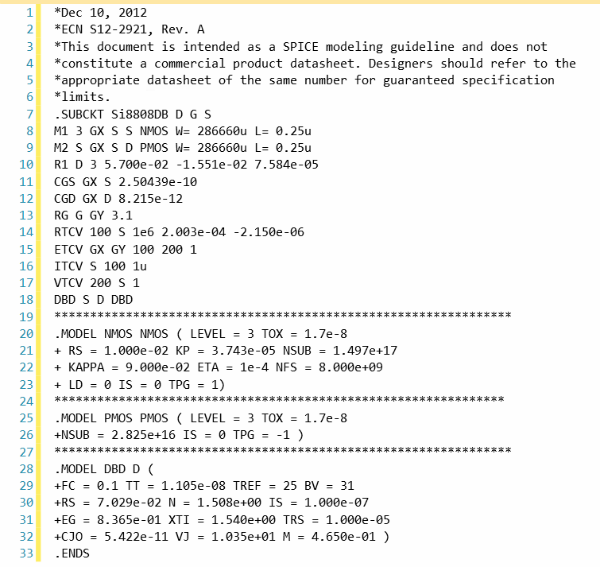 1 *Dec 10, 2012
2 *ECN S12-2921, Rev. A
3 *This document is intended as a SPICE modeling guideline and does not
4 *constitute a commercial product datasheet. Designers should refer to the
5 *appropriate datasheet of the same number for guaranteed specification
6 *limits.
7 .SUBCKT Si8808DB D G S
8 M1 3 GX S S NMOS W= 286660u L= 0.25u
9 M2 S GX S D PMOS W= 286660u L= 0.25u
10 R1 D 3 5.700e-02 -1.551e-02 7.584e-05
11 CGS GX S 2.50439e-10
12 CGD GX D 8.215e-12
13 RG G GY 3.1
14 RTCV 100 S 1e6 2.003e-04 -2.150e-06
15 ETCV GX GY 100 200 1
16 ITCV S 100 1u
17 VTCV 200 S 1
18 DBD S D DBD
19 *****************************************************************
20 .MODEL NMOS NMOS ( LEVEL = 3 TOX = 1.7e-8
21 + RS = 1.000e-02 KP = 3.743e-05 NSUB = 1.497e+17
22 + KAPPA = 9.000e-02 ETA = 1e-4 NFS = 8.000e+09
23 + LD = 0 IS = 0 TPG = 1)
24 ****************************************************************
25 .MODEL PMOS PMOS ( LEVEL = 3 TOX = 1.7e-8
26 +NSUB = 2.825e+16 IS = 0 TPG = -1 )
27 *****************************************************************
28 .MODEL DBD D (
29 +FC = 0.1 TT = 1.105e-08 TREF = 25 BV = 31
30 +RS = 7.029e-02 N = 1.508e+00 IS = 1.000e-07
31 +EG = 8.365e-01 XTI = 1.540e+00 TRS = 1.000e-05
32 +CJO = 5.422e-11 VJ = 1.035e+01 M = 4.650e-01 )
33 .ENDS